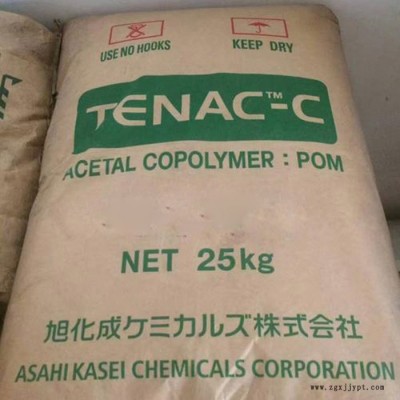 USE NO HOOKS
KEEP DRY
TENAC™-C
ACETAL COPOLYMER : POM
NET 25kg
旭化成ケミカルズ株式会社
ASAHI KASEI CHEMICALS CORPORATION
www.zgxjjypt.com